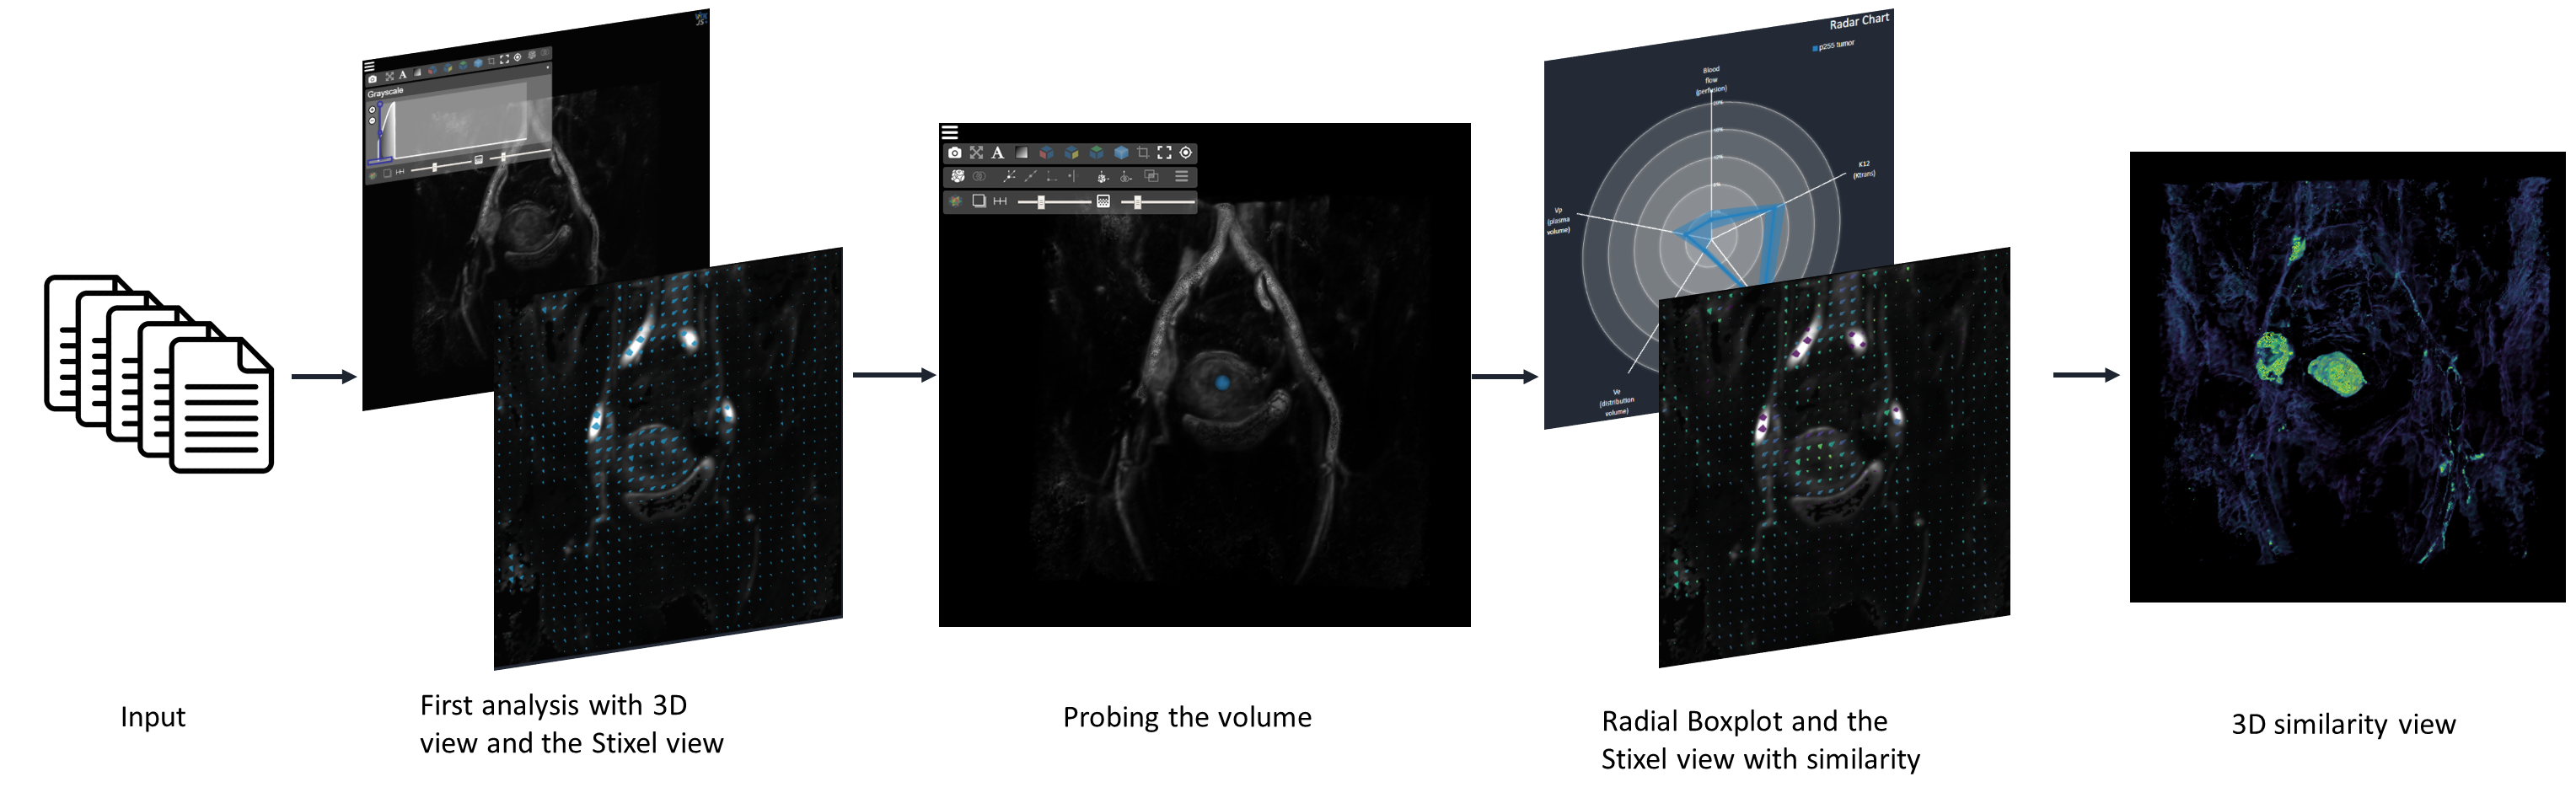 Grayscale
A
A
Radar Chart
p255 tumor
Blood
flow
(perfusion)
K12
(Ktrans)
Vp
(plasma
volume)
Ve
(distribution
volume)
Input
First analysis with 3D
view and the Stixel view
Probing the volume
Radial Boxplot and the
Stixel view with similarity
3D similarity view